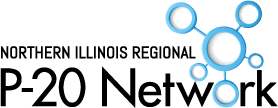 NORTHERN ILLINOIS REGIONAL
P-20 Network